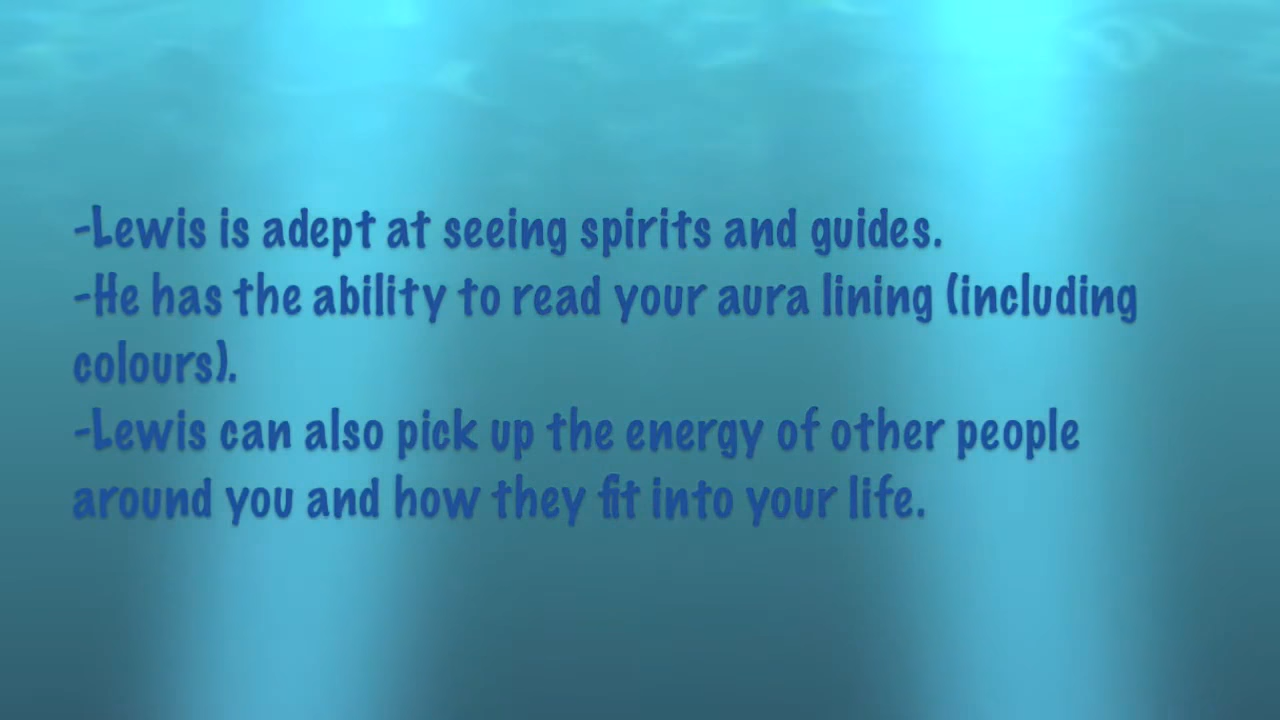 -Lewis is adept at seeing spirits and guides.
-He has the ability to read your aura lining (including
colours).
-Lewis can also pick up the energy of other people
around you and how they fit into your life.